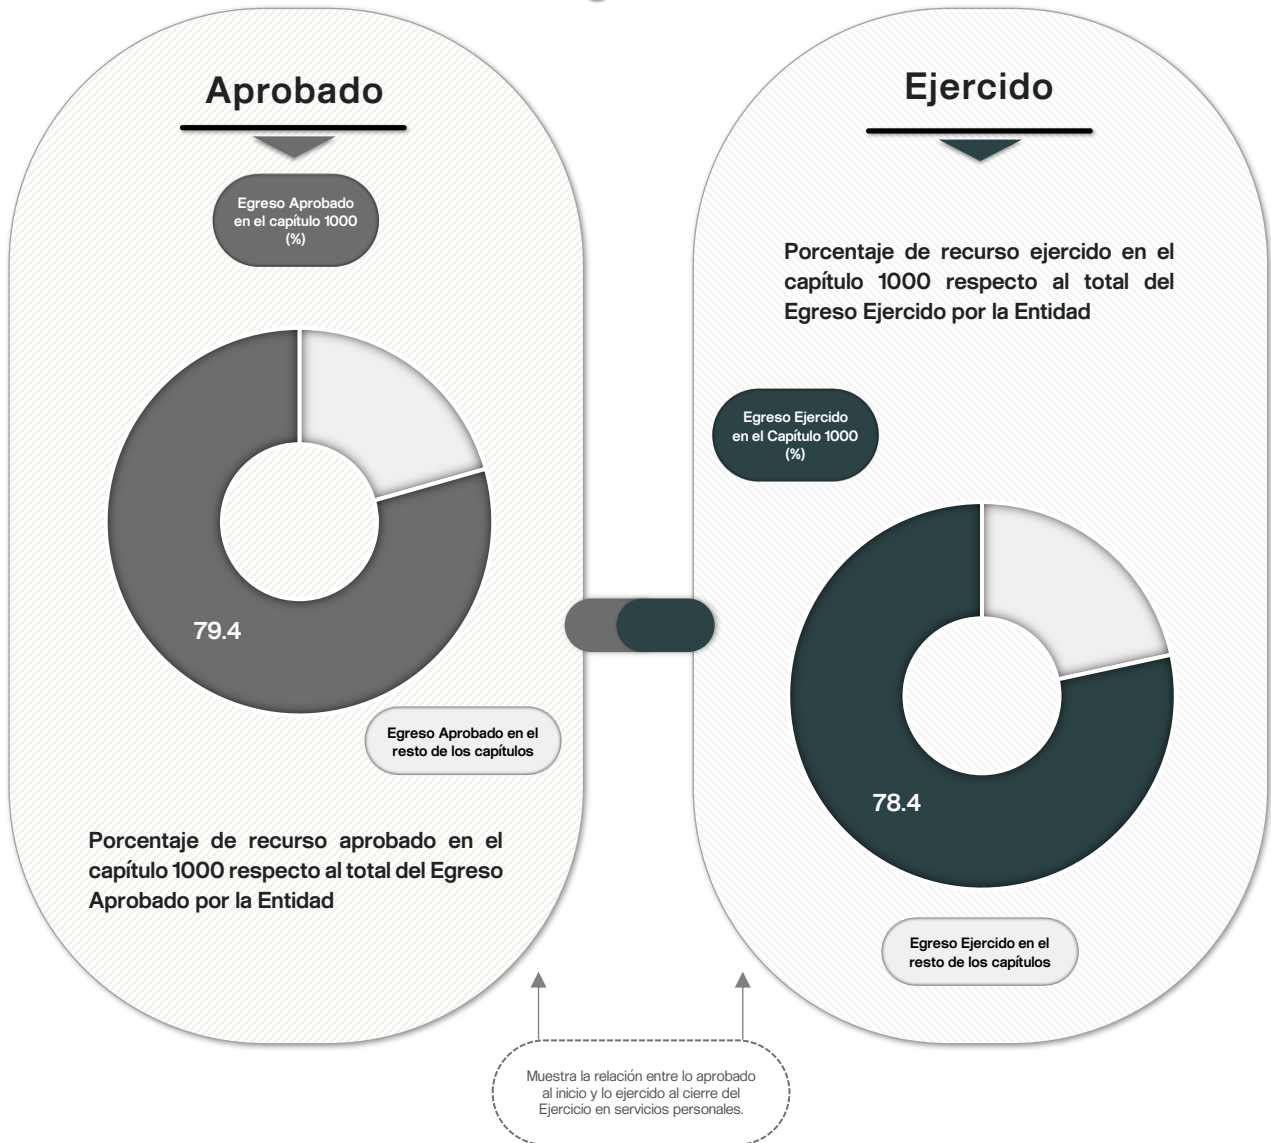 Aprobado
Egreso Aprobado
en el capítulo 1000
(%)
79.4
Egreso Aprobado en el
resto de los capítulos
Porcentaje de recurso aprobado en el
capítulo 1000 respecto al total del Egreso
Aprobado por la Entidad
Ejercido
Porcentaje de recurso ejercido en el
capítulo 1000 respecto al total del
Egreso Ejercido por la Entidad
Egreso Ejercido
en el Capítulo 1000
(%)
78.4
Egreso Ejercido en el
resto de los capítulos
Muestra la relación entre lo aprobado
al inicio y lo ejercido al cierre del
Ejercicio en servicios personales.